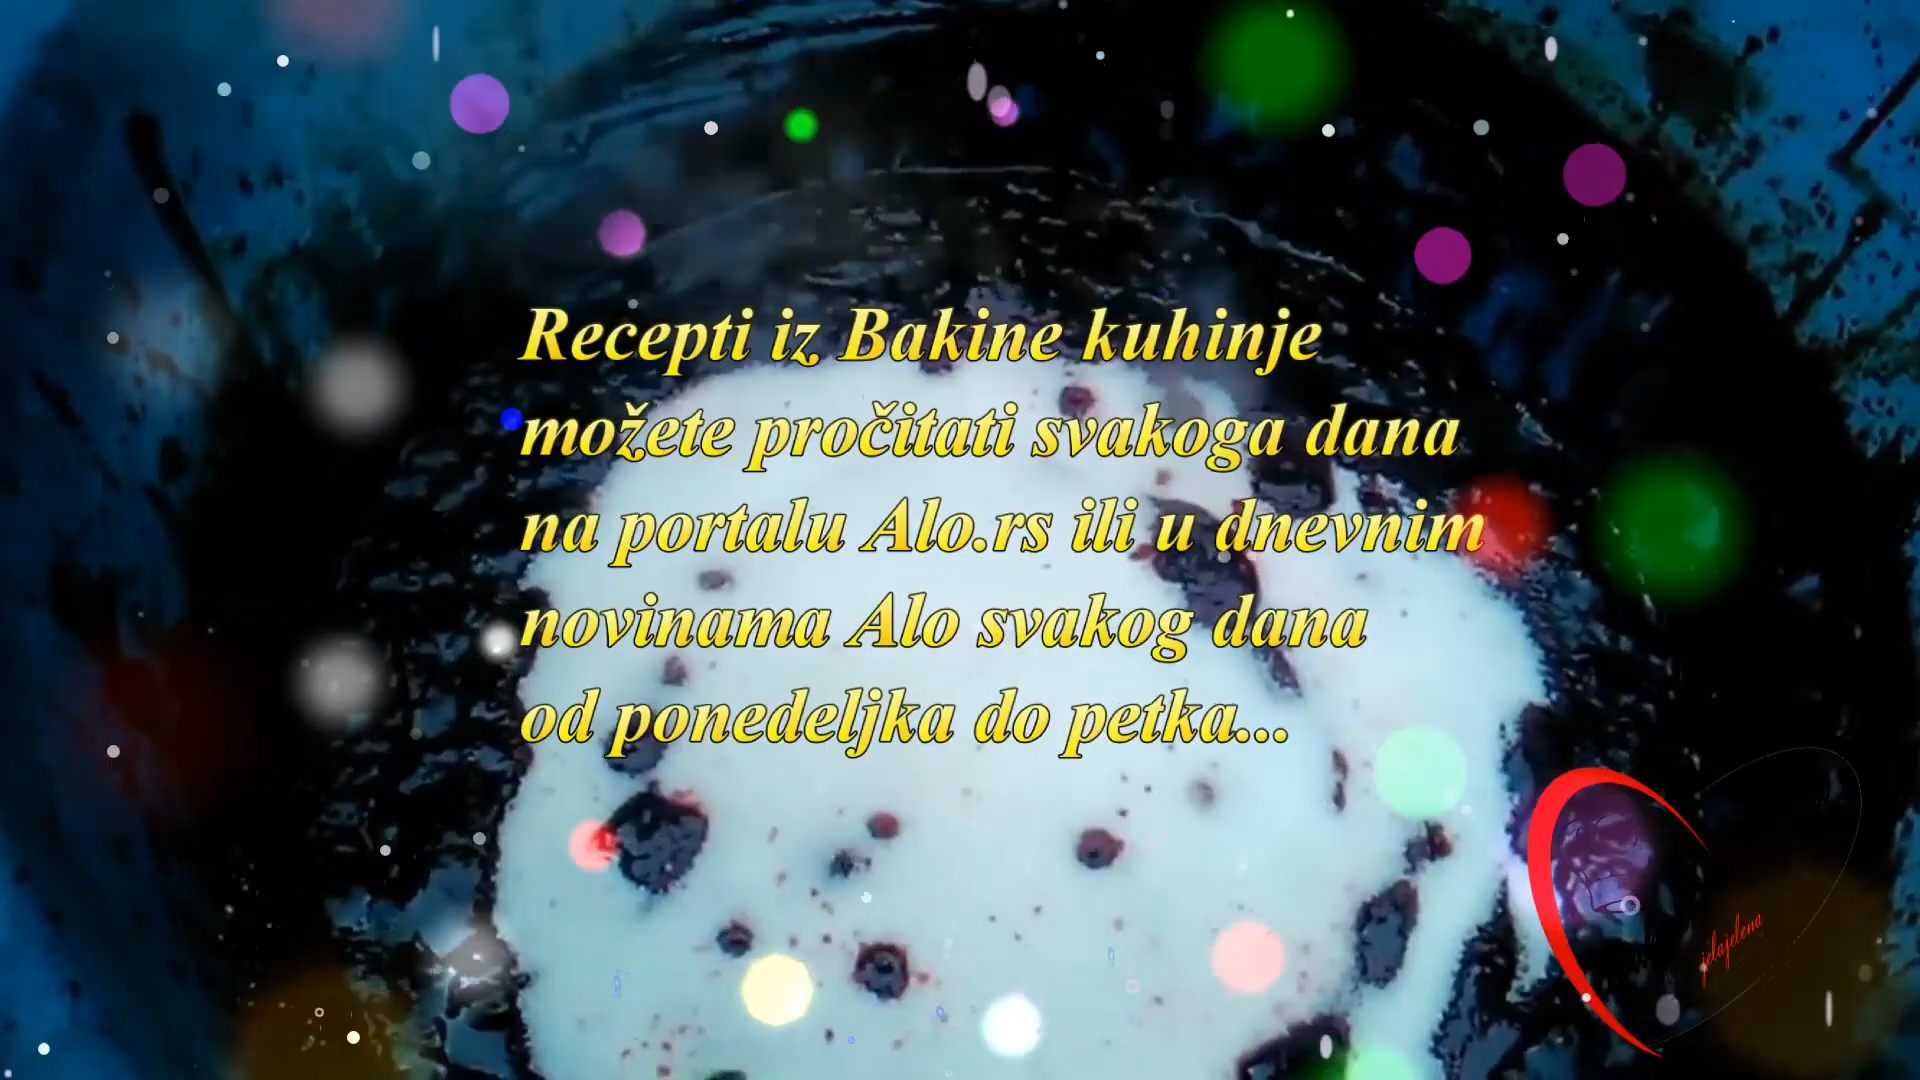 Recepti iz Bakine kuhinje
možete pročitati svakoga dana
na portalu Alo.rs ili u dnevnim
novinama Alo svakog dana
od ponedeljka do petka...
jelajelena